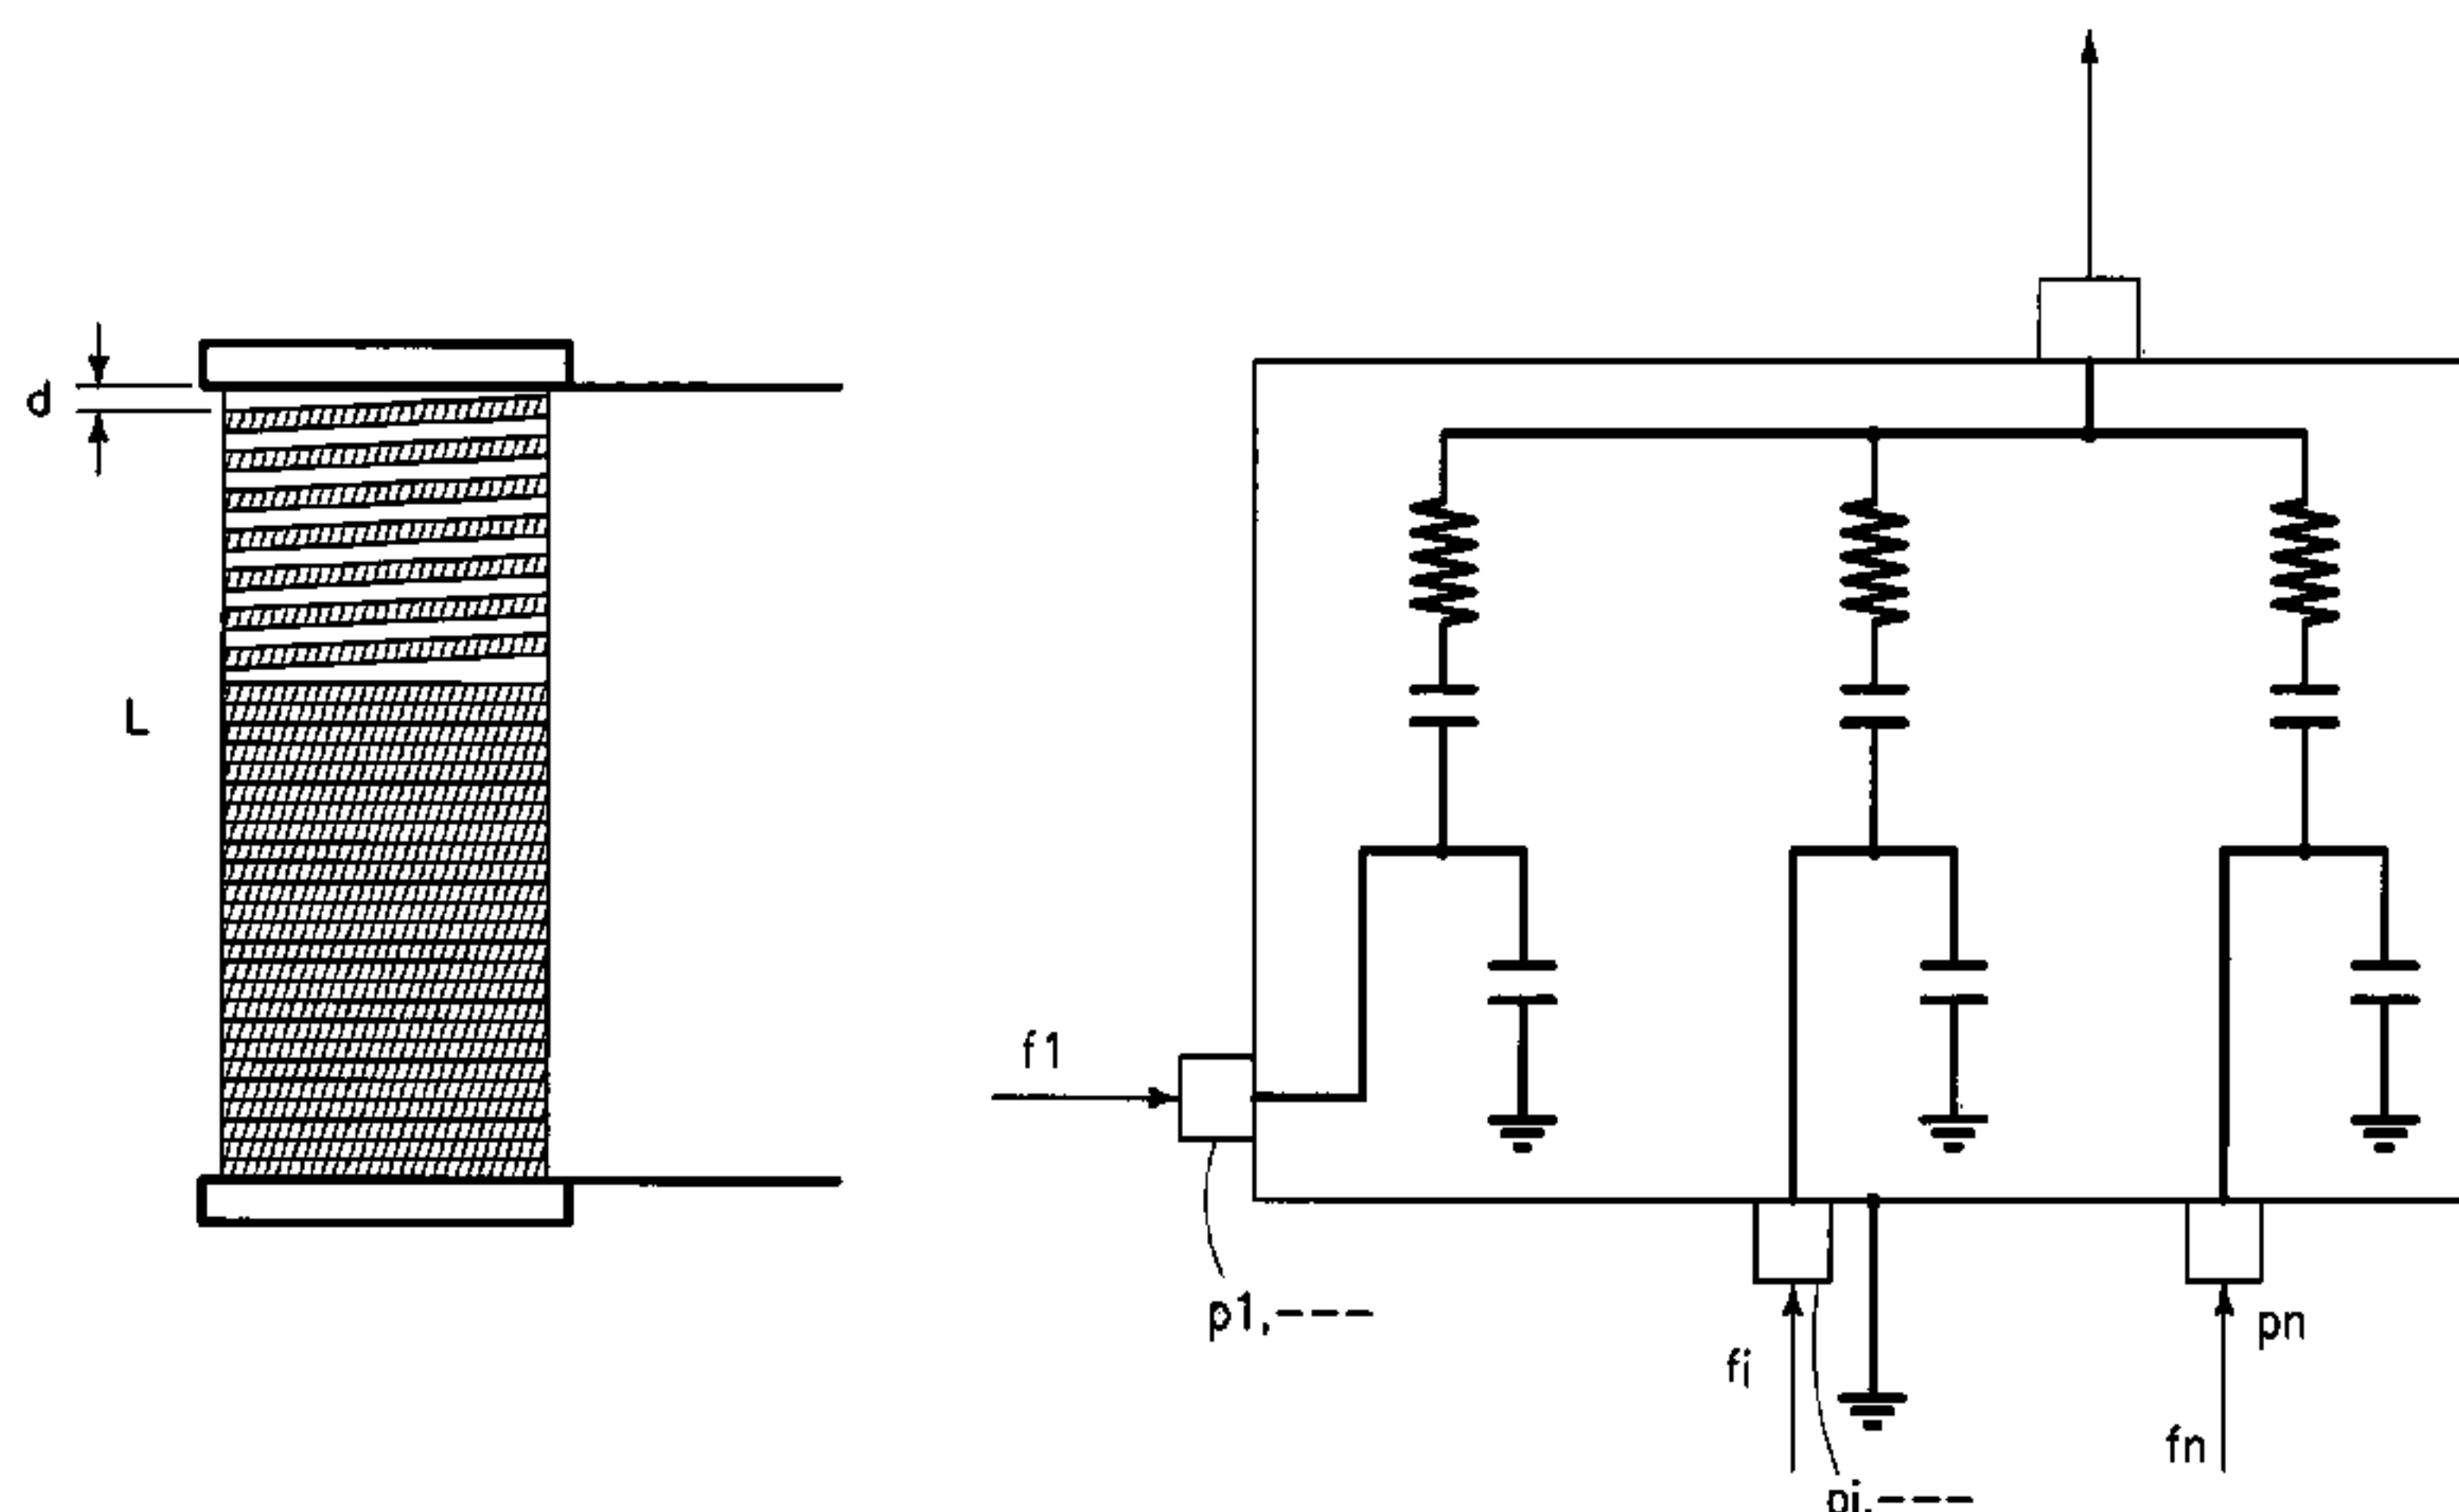 d
L
f1
p1,---
fi
pn
fn
pi,---